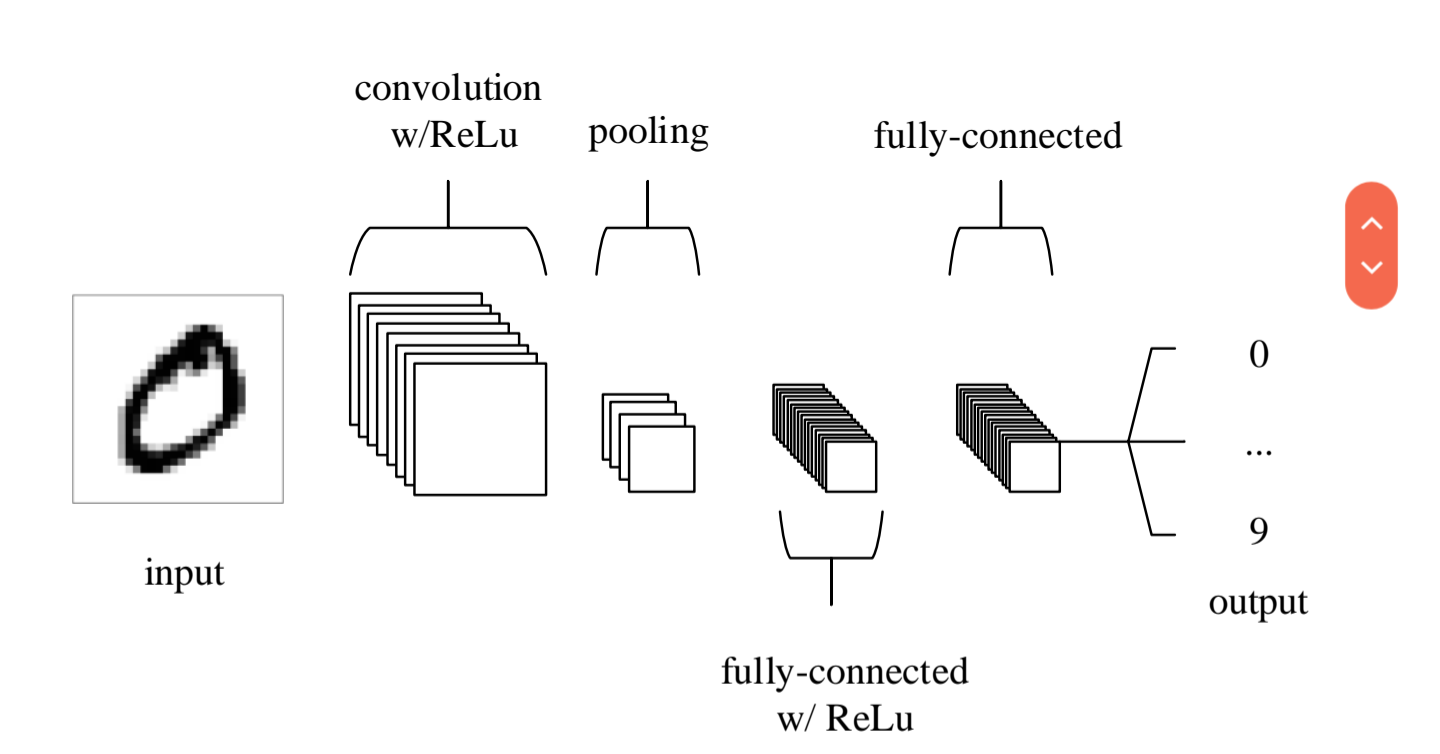 convolution
w/ReLu
pooling
fully-connected
0
...
9
input
output
fully-connected
w/ ReLu